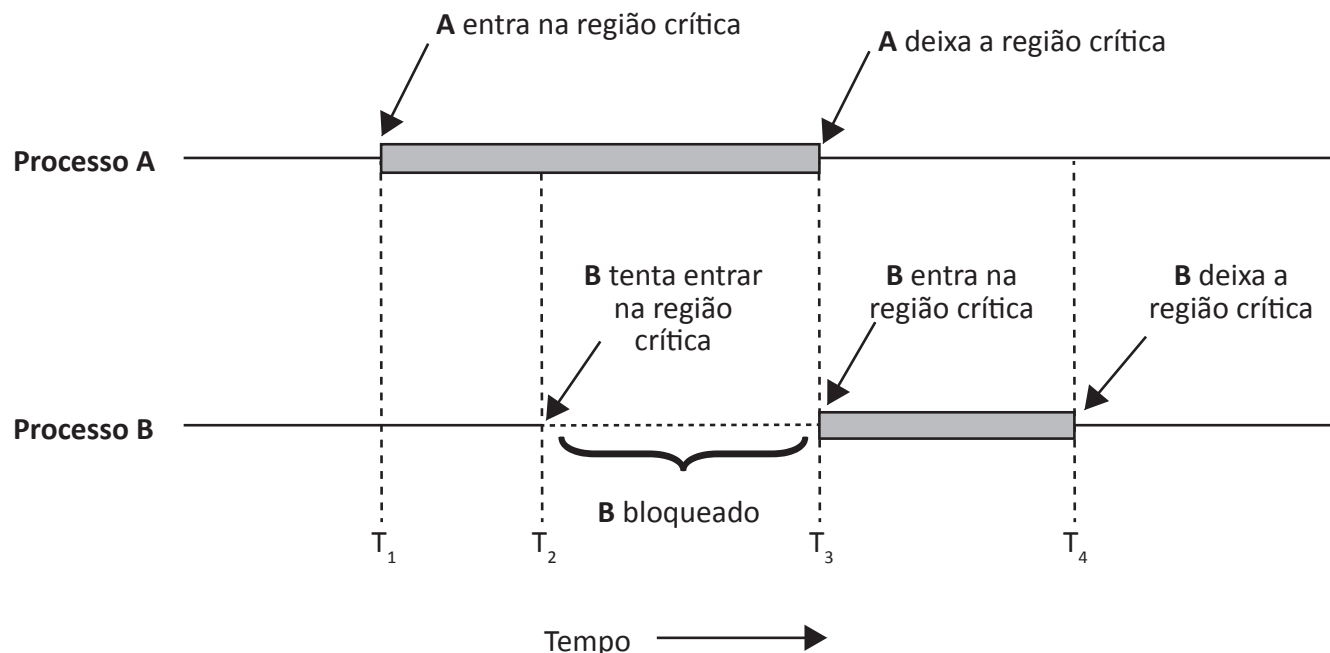 A entra na região crítica
A deixa a região crítica
Processo A
B tenta entrar
na região
crítica
B entra na
região crítica
B deixa a
região crítica
Processo B
B bloqueado
T1
T2
T3
T4
Tempo